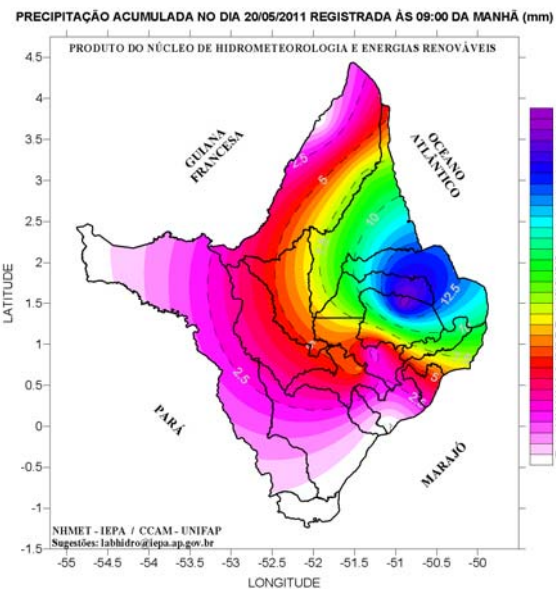 PRECIPITAÇÃO ACUMULADA NO DIA 20/05/2011 REGISTRADA ÀS 09:00 DA MANHÃ (mm)
PRODUTO DO NÚCLEO DE HIDROMETEOROLOGIA E ENERGIAS RENOVÁVEIS
4.5
4
3.5
3
2.5
2
1.5
1
0.5
0
-0.5
-1
-1.5
LATITUDE
GUIANA
FRANCESA
OCEANO
ATLÂNTICO
PARÁ
MARAJÓ
2.5
5
10
12.5
2.5
5
NHMET - IEPA / CCAM - UNIFAP
Sugestões: labhidro@iepa.ap.gov.br
-55 -54.5 -54 -53.5 -53 -52.5 -52 -51.5 -51 -50.5 -50
LONGITUDE